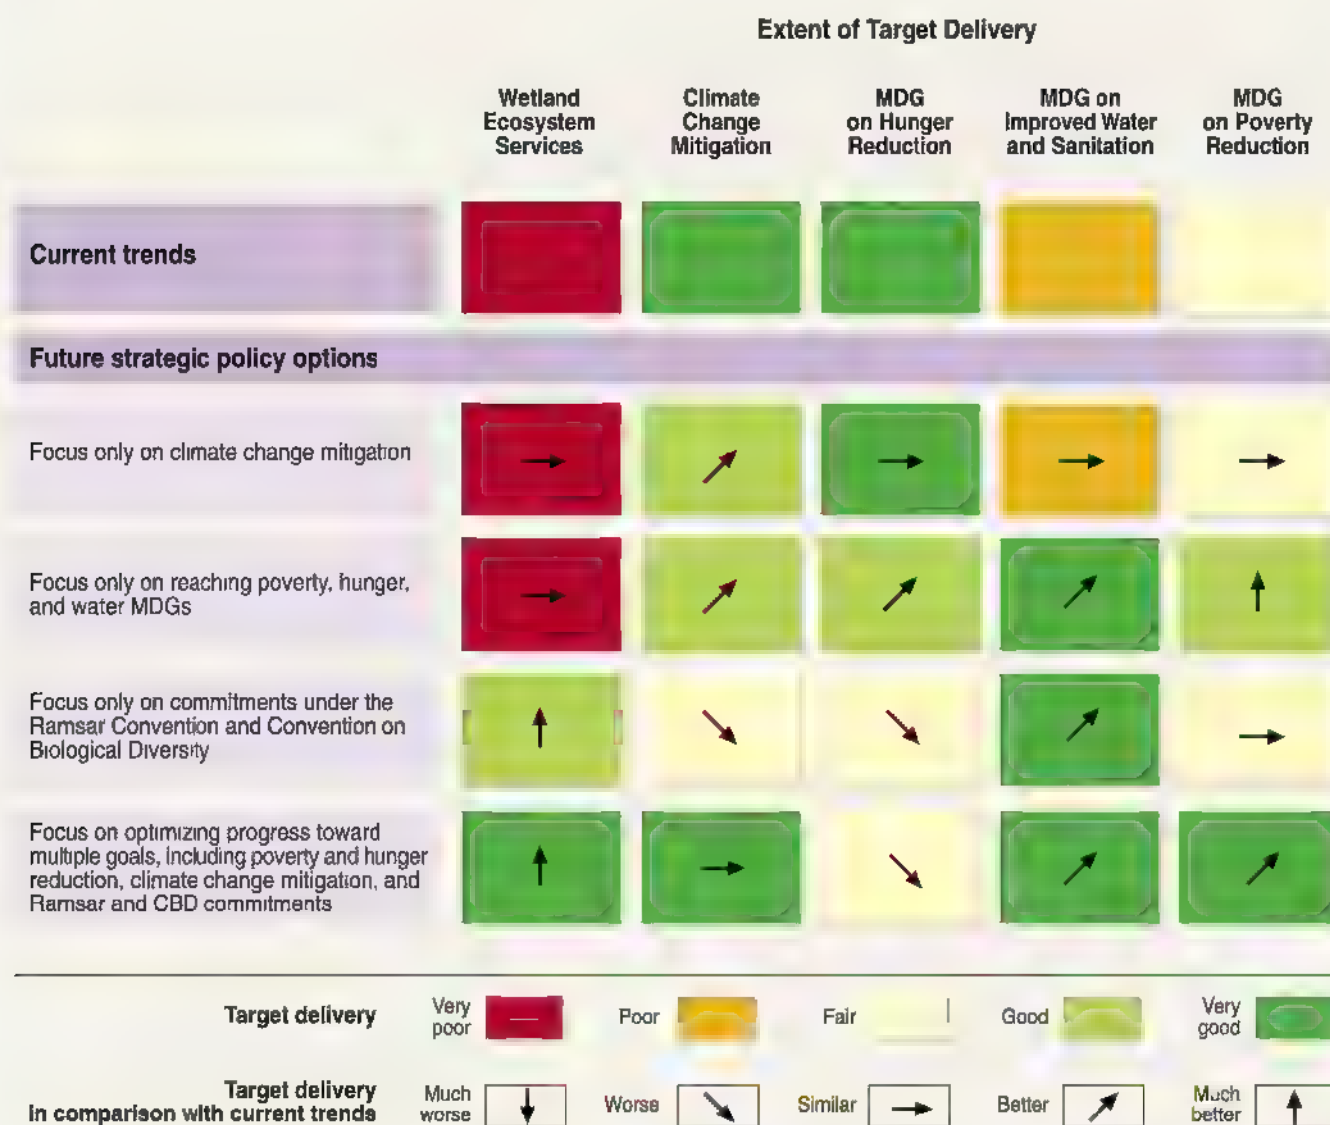 Extent of Target Delivery
Wetland
Ecosystem
Services
Climate
Change
Mitigation
MDG
on Hunger
Reduction
MDG on
Improved Water
and Sanitation
MDG
on Poverty
Reduction
Current trends
Future strategic policy options
Focus only on climate change mitigation
Focus only on reaching poverty, hunger,
and water MDGs
Focus only on commitments under the
Ramsar Convention and Convention on
Biological Diversity
Focus on optimizing progress toward
multiple goals, including poverty and hunger
reduction, climate change mitigation, and
Ramsar and CBD commitments
Target delivery
Very
poor
Poor
Fair
Good
Very
good
Target delivery
in comparison with current trends
Much
worse
Worse
Similar
Better
Much
better